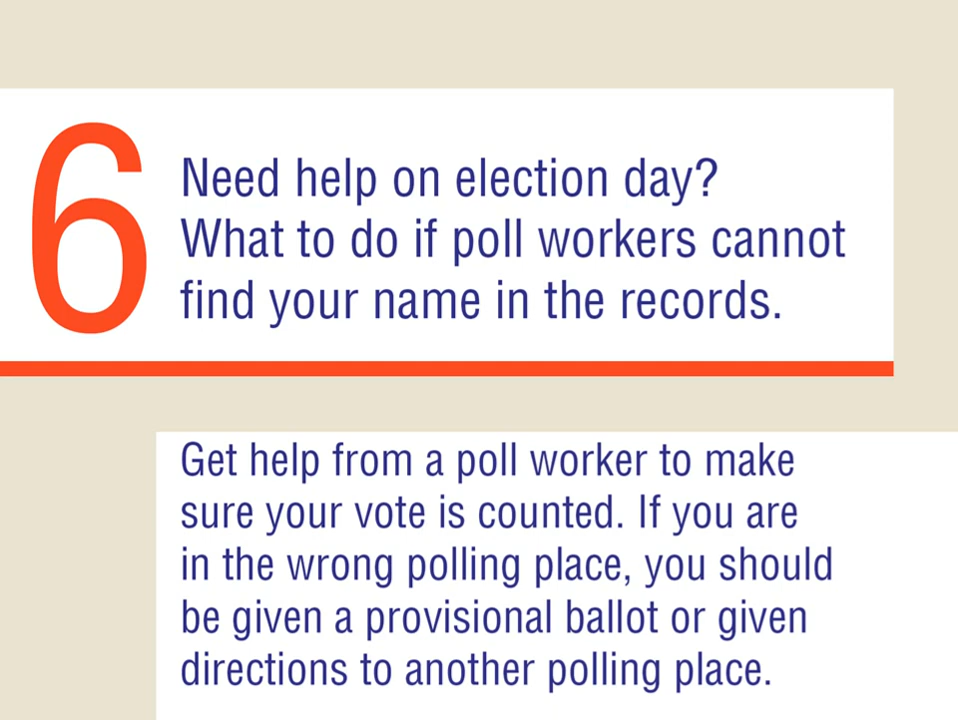 6
Need help on election day?
What to do if poll workers cannot
find your name in the records.
Get help from a poll worker to make
sure your vote is counted. If you are
in the wrong polling place, you should
be given a provisional ballot or given
directions to another polling place.